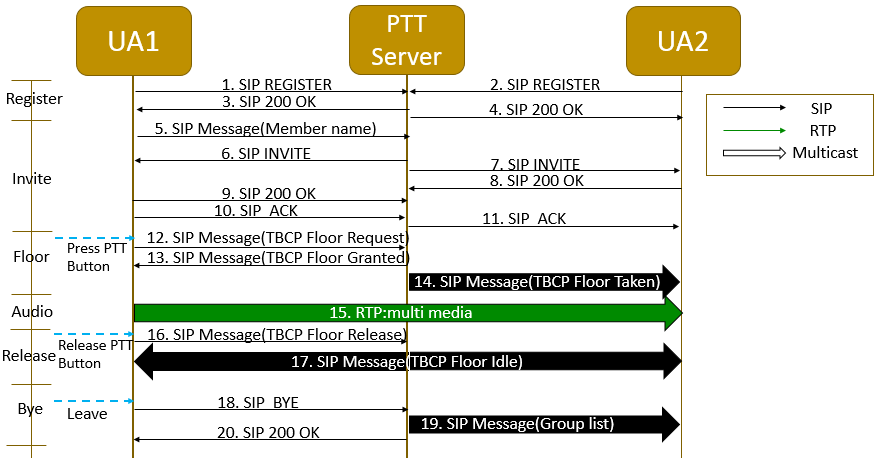 UA1
PTT
Server
UA2
Register
1. SIP REGISTER
2. SIP REGISTER
3. SIP 200 OK
4. SIP 200 OK
SIP
RTP
Multicast
Invite
5. SIP Message(Member name)
6. SIP INVITE
7. SIP INVITE
8. SIP 200 OK
9. SIP 200 OK
10. SIP  ACK
11. SIP  ACK
Floor
Press PTT
Button
12. SIP Message(TBCP Floor Request)
13. SIP Message(TBCP Floor Granted)
14. SIP Message(TBCP Floor Taken)
Audio
15. RTP:multi media
Release
Release PTT
Button
16. SIP Message(TBCP Floor Release)
17. SIP Message(TBCP Floor Idle)
Bye
Leave
18. SIP  BYE
19. SIP Message(Group list)
20. SIP 200 OK